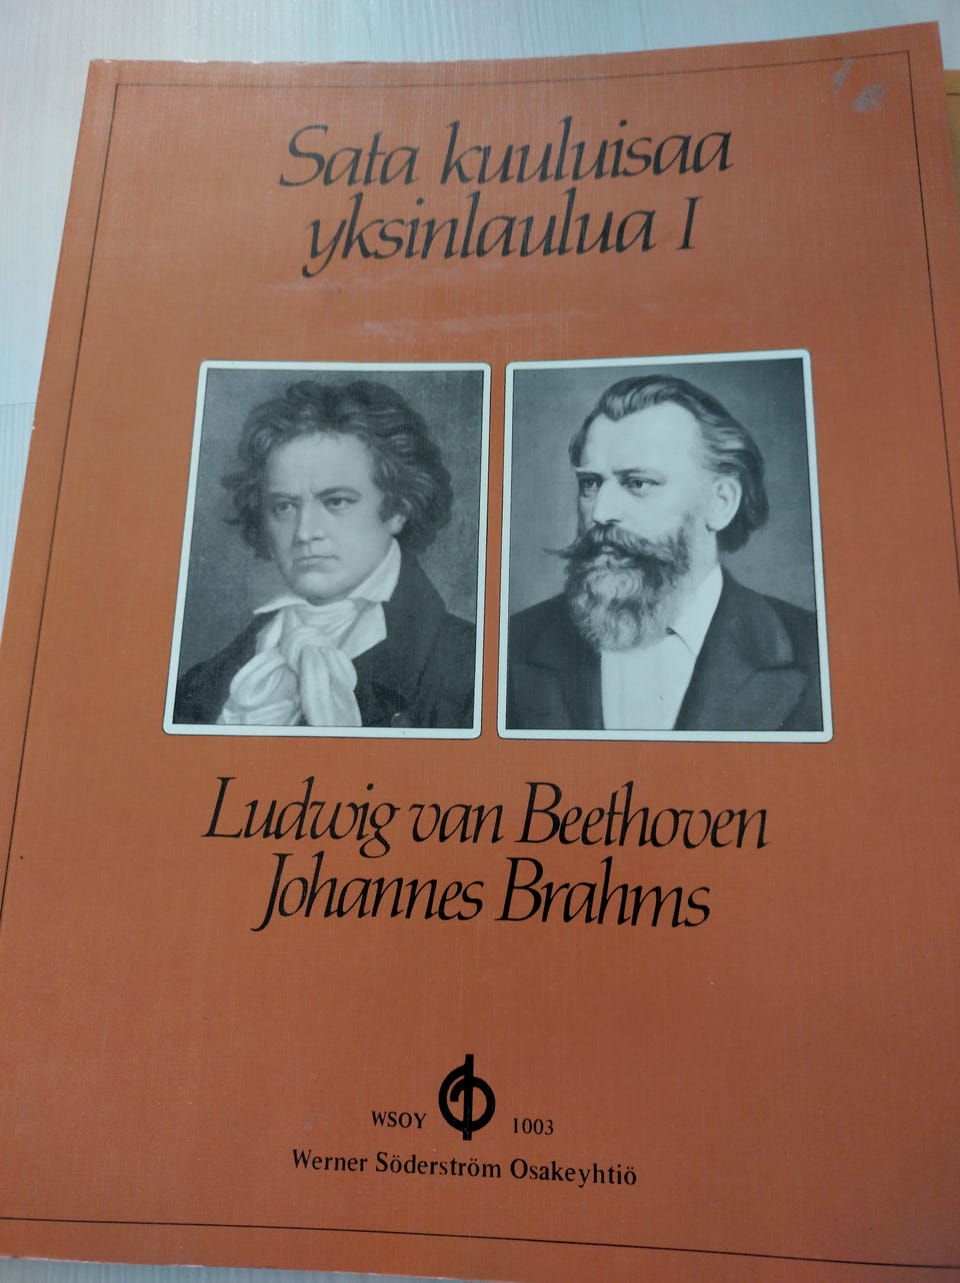 Sata kuuluisaa
yksinlaulua I
Ludwig van Beethoven
Johannes Brahms
WSOY 1003
Werner Söderström Osakeyhtiö